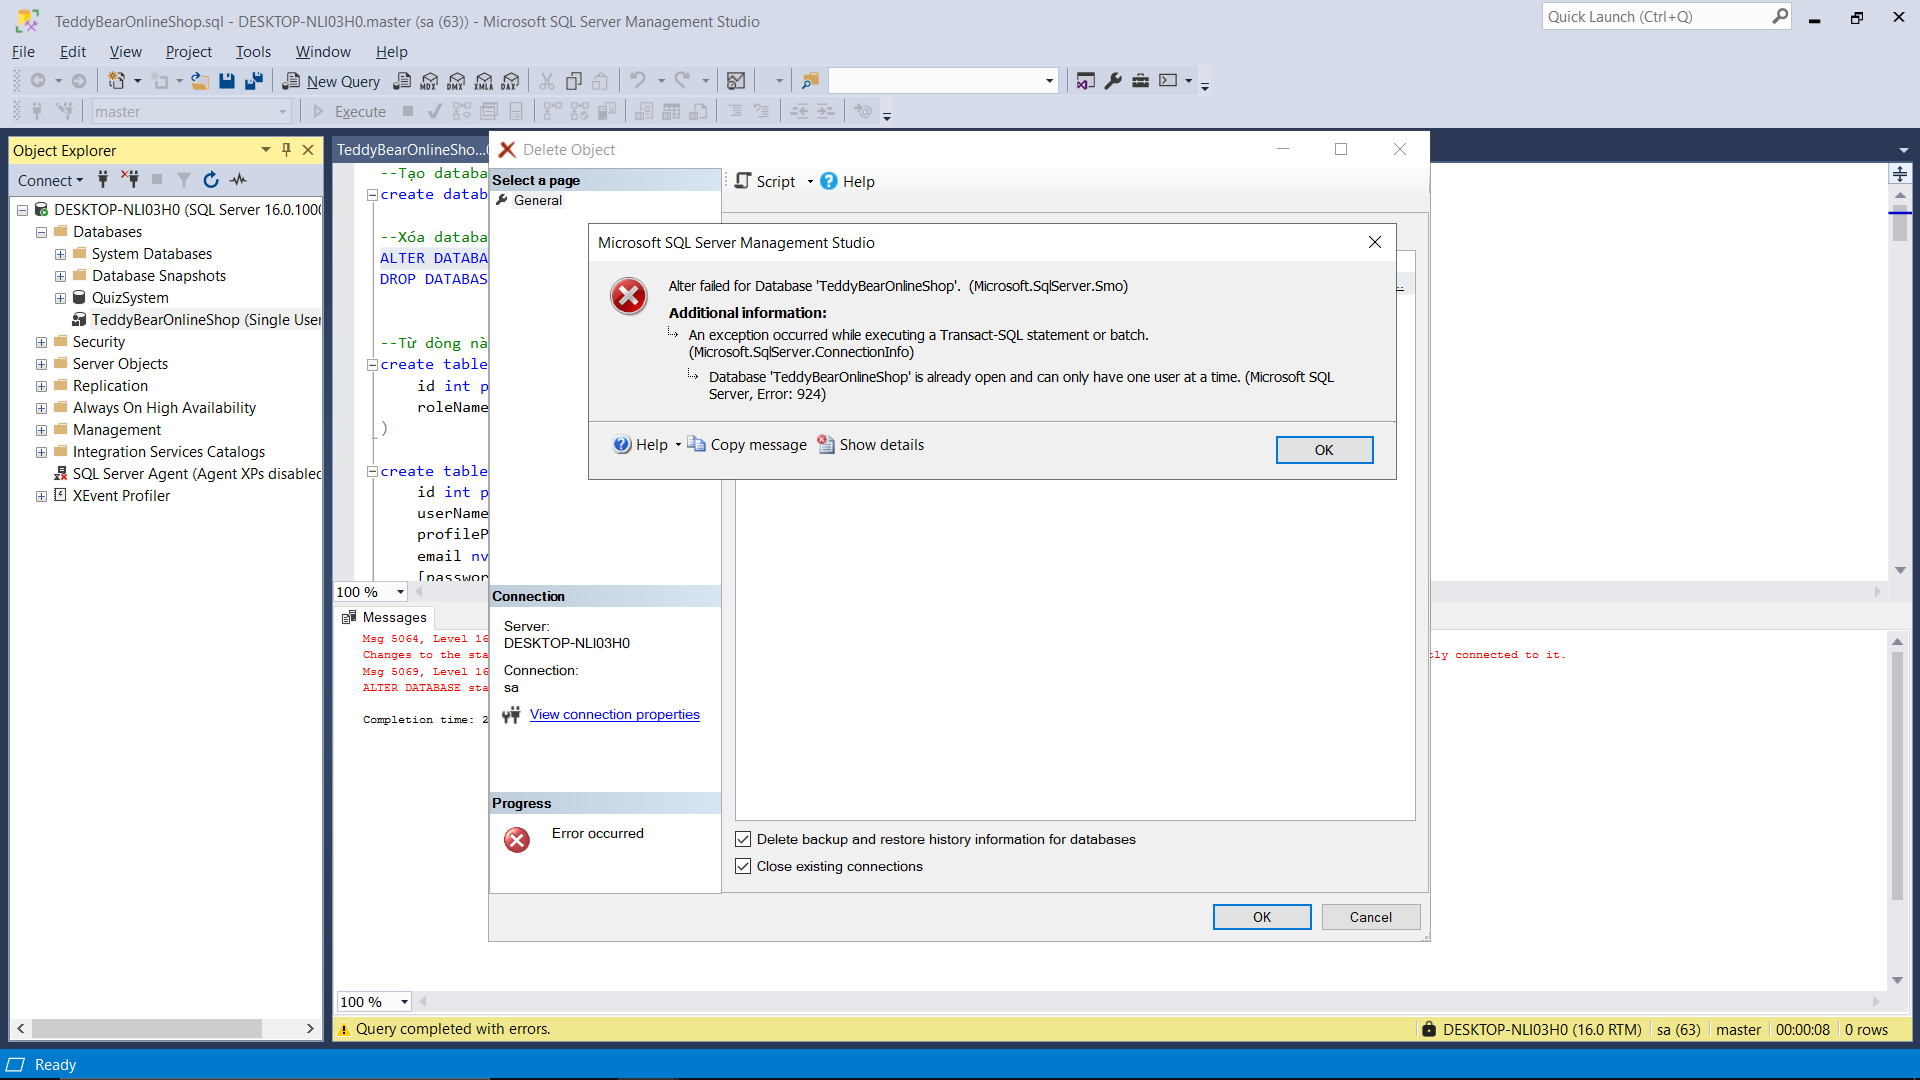 TeddyBearOnlineShop.sql - DESKTOP-NLI03H0.master (sa (63)) - Microsoft SQL Server Management Studio
Quick Launch (Ctrl+Q)
File Edit View Project Tools Window Help
New Query
MDX DMX XMLA DAX
master
Execute
Object Explorer
Connect
DESKTOP-NLI03H0 (SQL Server 16.0.1000
Databases
System Databases
Database Snapshots
QuizSystem
TeddyBearOnlineShop (Single User
Security
Server Objects
Replication
Always On High Availability
Management
Integration Services Catalogs
SQL Server Agent (Agent XPs disabled
XEvent Profiler
TeddyBearOnlineSho...
--Tạo databa
create datab
--Xóa databa
ALTER DATABA
DROP DATABAS
--Từ dòng nà
create table
id int p
roleName
)
create table
id int p
userName
profileP
email nv
[passwor
100 %
Messages
Msg 5064, Level 16
Changes to the sta
tly connected to it.
Msg 5069, Level 16
ALTER DATABASE sta
Completion time: 2
100 %
Query completed with errors.
DESKTOP-NLI03H0 (16.0 RTM) sa (63) master 00:00:08 0 rows
Ready
Delete Object
Select a page
General
Script Help
Connection
Server:
DESKTOP-NLI03H0
Connection:
sa
View connection properties
Progress
Error occurred
Delete backup and restore history information for databases
Close existing connections
OK Cancel
Microsoft SQL Server Management Studio
Alter failed for Database 'TeddyBearOnlineShop'. (Microsoft.SqlServer.Smo)
Additional information:
An exception occurred while executing a Transact-SQL statement or batch.
(Microsoft.SqlServer.ConnectionInfo)
Database 'TeddyBearOnlineShop' is already open and can only have one user at a time. (Microsoft SQL
Server, Error: 924)
Help Copy message Show details
OK